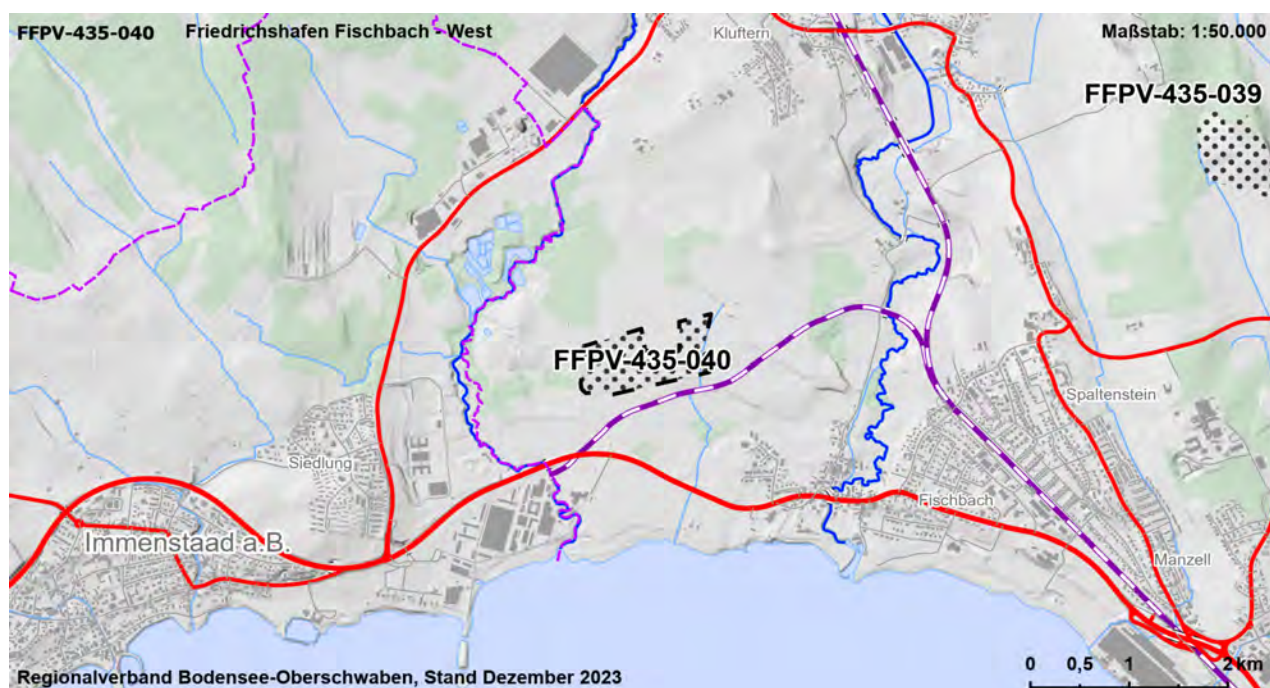 FFPV-435-040 Friedrichshafen Fischbach - West
Maßstab: 1:50.000
Kluftern
FFPV-435-039
FFPV-435-040
Spaltenstein
Siedlung
Fischbach
Immenstaad a.B.
Manzell
Regionalverband Bodensee-Oberschwaben, Stand Dezember 2023
0 0,5 1 2 km